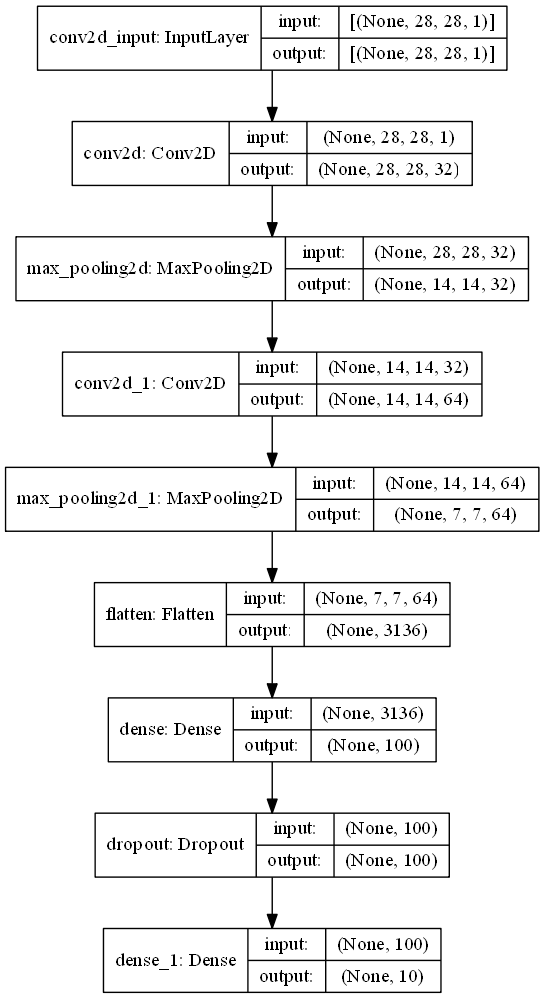 conv2d_input: InputLayer
input: [(None, 28, 28, 1)]
output: [(None, 28, 28, 1)]
conv2d: Conv2D
input: (None, 28, 28, 1)
output: (None, 28, 28, 32)
max_pooling2d: MaxPooling2D
input: (None, 28, 28, 32)
output: (None, 14, 14, 32)
conv2d_1: Conv2D
input: (None, 14, 14, 32)
output: (None, 14, 14, 64)
max_pooling2d_1: MaxPooling2D
input: (None, 14, 14, 64)
output: (None, 7, 7, 64)
flatten: Flatten
input: (None, 7, 7, 64)
output: (None, 3136)
dense: Dense
input: (None, 3136)
output: (None, 100)
dropout: Dropout
input: (None, 100)
output: (None, 100)
dense_1: Dense
input: (None, 100)
output: (None, 10)